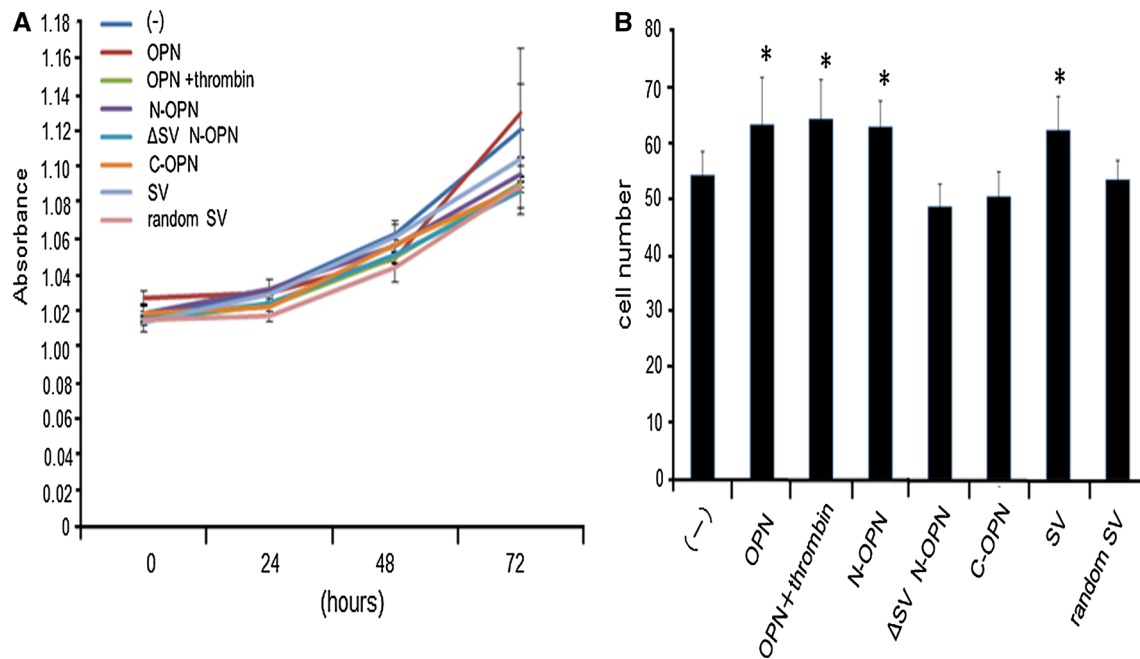 A
1.18
1.16
1.14
1.12
1.10
1.08
1.06
1.04
1.02
1.00
0.08
0.06
0.04
0.02
0
Absorbance
(-)
OPN
OPN +thrombin
N-OPN
ΔSV N-OPN
C-OPN
SV
random SV
0 24 48 72
(hours)
B
80
70
60
50
40
30
20
10
0
cell number
* * * *
(—)
OPN
OPN+thrombin
N-OPN
ΔSV N-OPN
C-OPN
SV
random SV